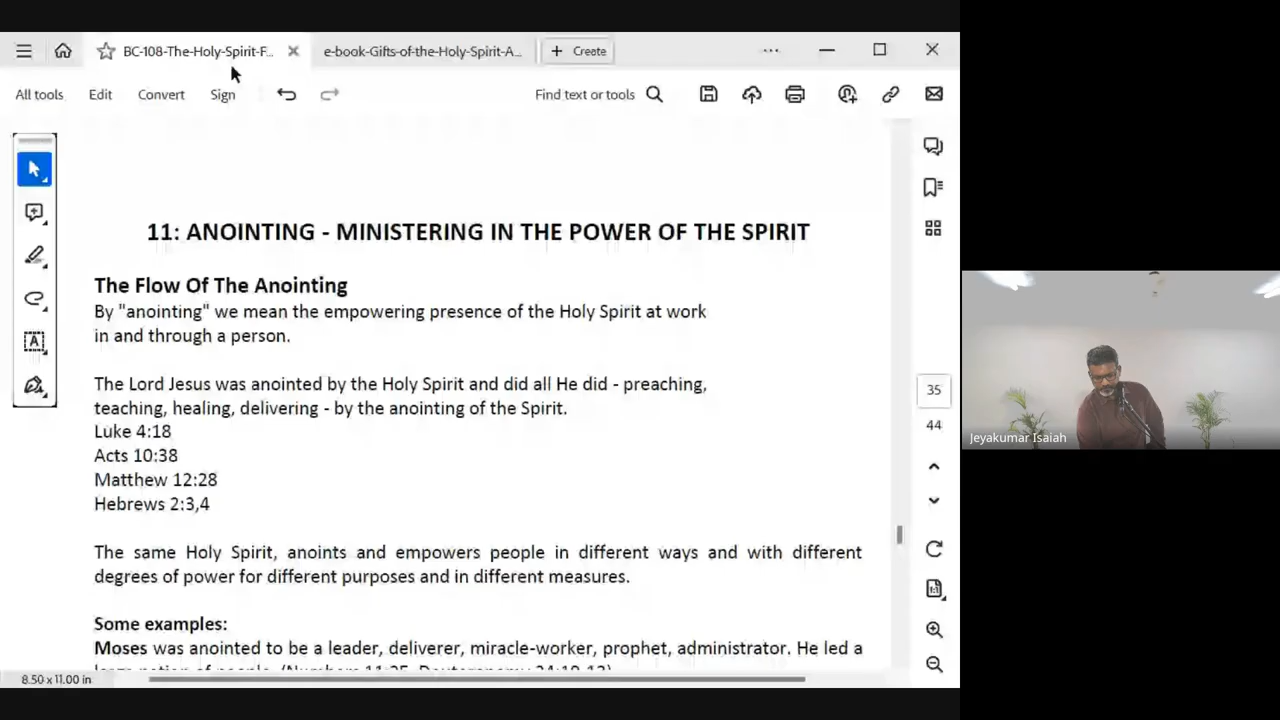 BC-108-The-Holy-Spirit-F...
e-book-Gifts-of-the-Holy-Spirit-A...
Create
All tools
Edit
Convert
Sign
Find text or tools
11: ANOINTING - MINISTERING IN THE POWER OF THE SPIRIT
The Flow Of The Anointing
By "anointing" we mean the empowering presence of the Holy Spirit at work
in and through a person.
The Lord Jesus was anointed by the Holy Spirit and did all He did - preaching,
teaching, healing, delivering - by the anointing of the Spirit.
Luke 4:18
Acts 10:38
Matthew 12:28
Hebrews 2:3,4
The same Holy Spirit, anoints and empowers people in different ways and with different
degrees of power for different purposes and in different measures.
Some examples:
Moses was anointed to be a leader, deliverer, miracle-worker, prophet, administrator. He led a
35
44
8.50 x 11.00 in
Jeyakumar Isaiah